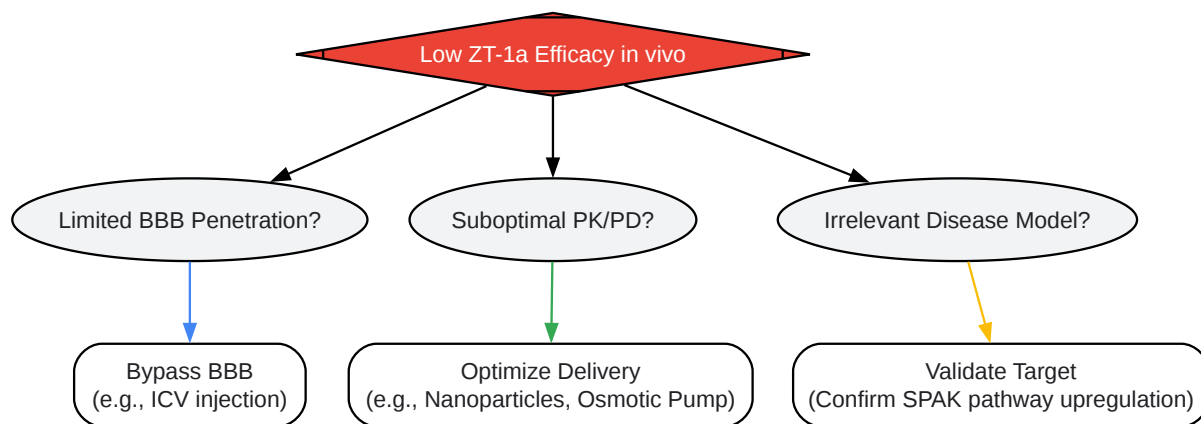 Low ZT-1a Efficacy in vivo
Limited BBB Penetration?
Suboptimal PK/PD?
Irrelevant Disease Model?
Bypass BBB
(e.g., ICV injection)
Optimize Delivery
(e.g., Nanoparticles, Osmotic Pump)
Validate Target
(Confirm SPAK pathway upregulation)